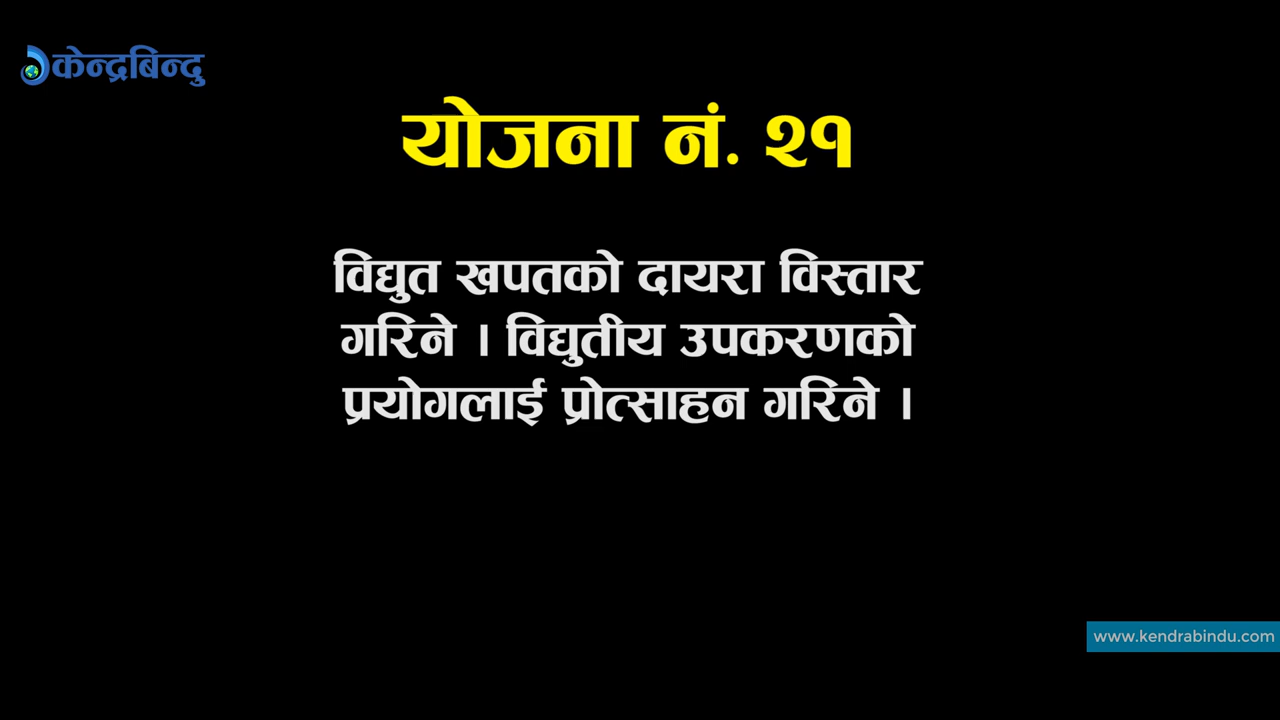 केन्द्रबिन्दु
योजना नं. २१
विद्युत खपतको दायरा विस्तार
गरिने । विद्युतीय उपकरणको
प्रयोगलाई प्रोत्साहन गरिने ।
www.kendrabindu.com